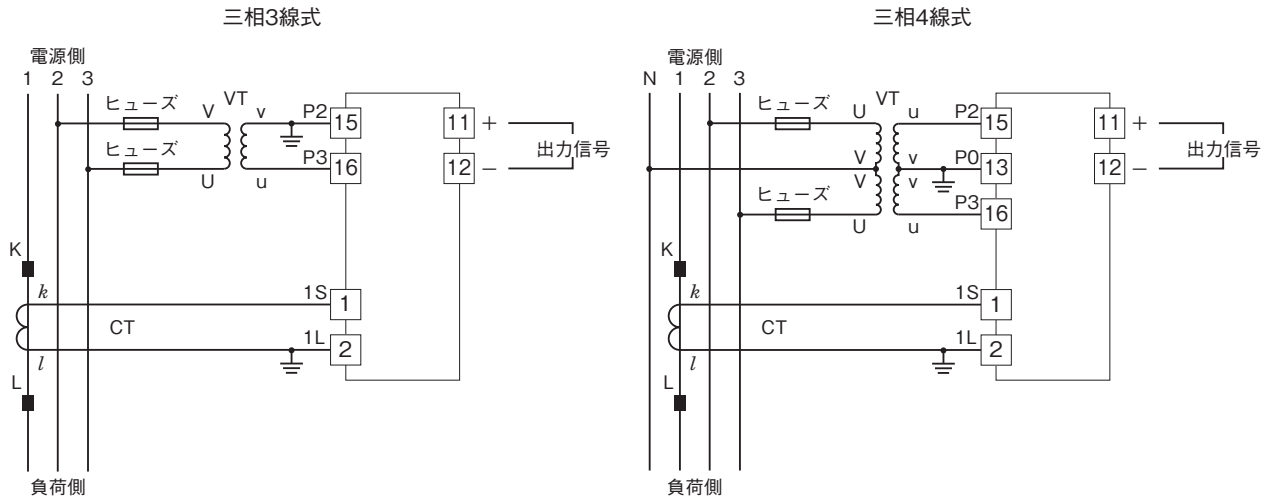 三相3線式
電源側
1 2 3
ヒューズ V VT v P2 15 11 +
ヒューズ U u P3 16 12 −
出力信号
K
k 1S 1
CT
l 1L 2
L
負荷側
三相4線式
電源側
N 1 2 3
ヒューズ U VT u P2 15 11 +
V v P0 13 12 −
出力信号
V v
ヒューズ U u P3 16
K
k 1S 1
CT
l 1L 2
L
負荷側